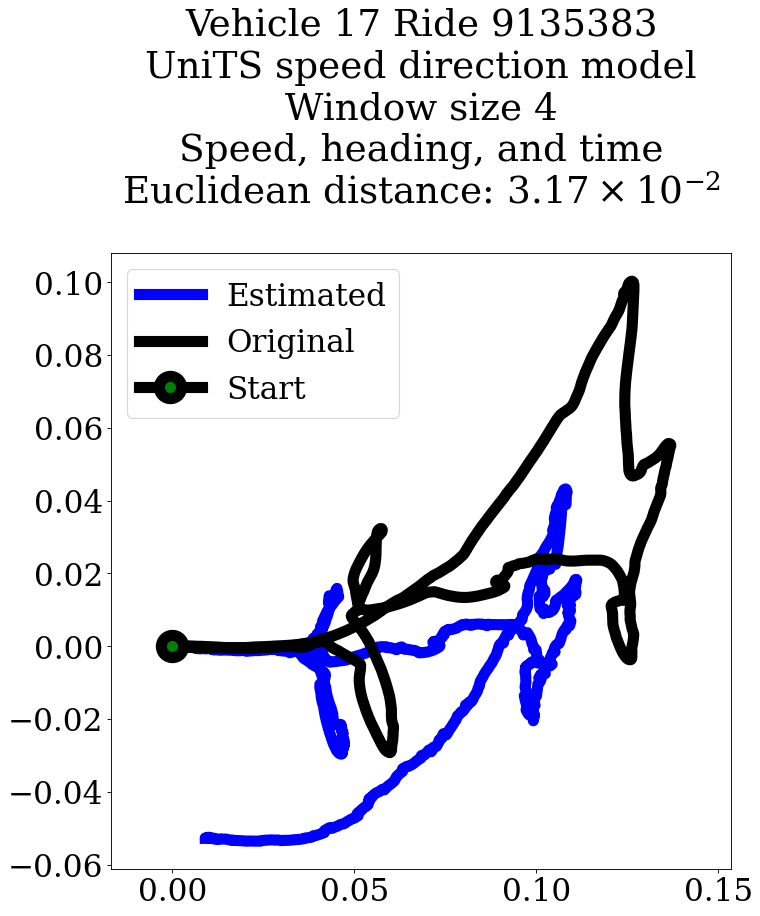 Vehicle 17 Ride 9135383
UniTS speed direction model
Window size 4
Speed, heading, and time
Euclidean distance: 3.17 × 10⁻²
Estimated
Original
Start
0.10
0.08
0.06
0.04
0.02
0.00
−0.02
−0.04
−0.06
0.00 0.05 0.10 0.15